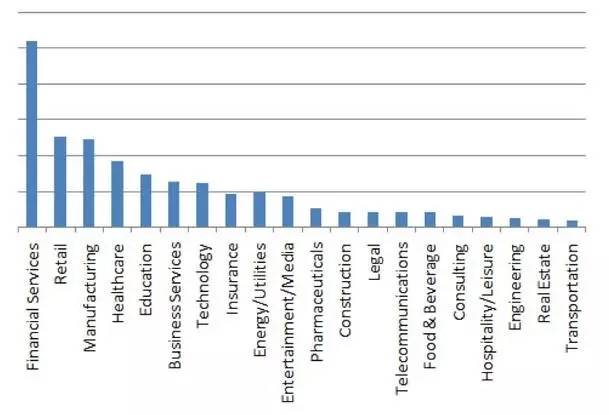 Financial Services
Retail
Manufacturing
Healthcare
Education
Business Services
Technology
Insurance
Energy/Utilities
Entertainment/Media
Pharmaceuticals
Construction
Legal
Telecommunications
Food & Beverage
Consulting
Hospitality/Leisure
Engineering
Real Estate
Transportation